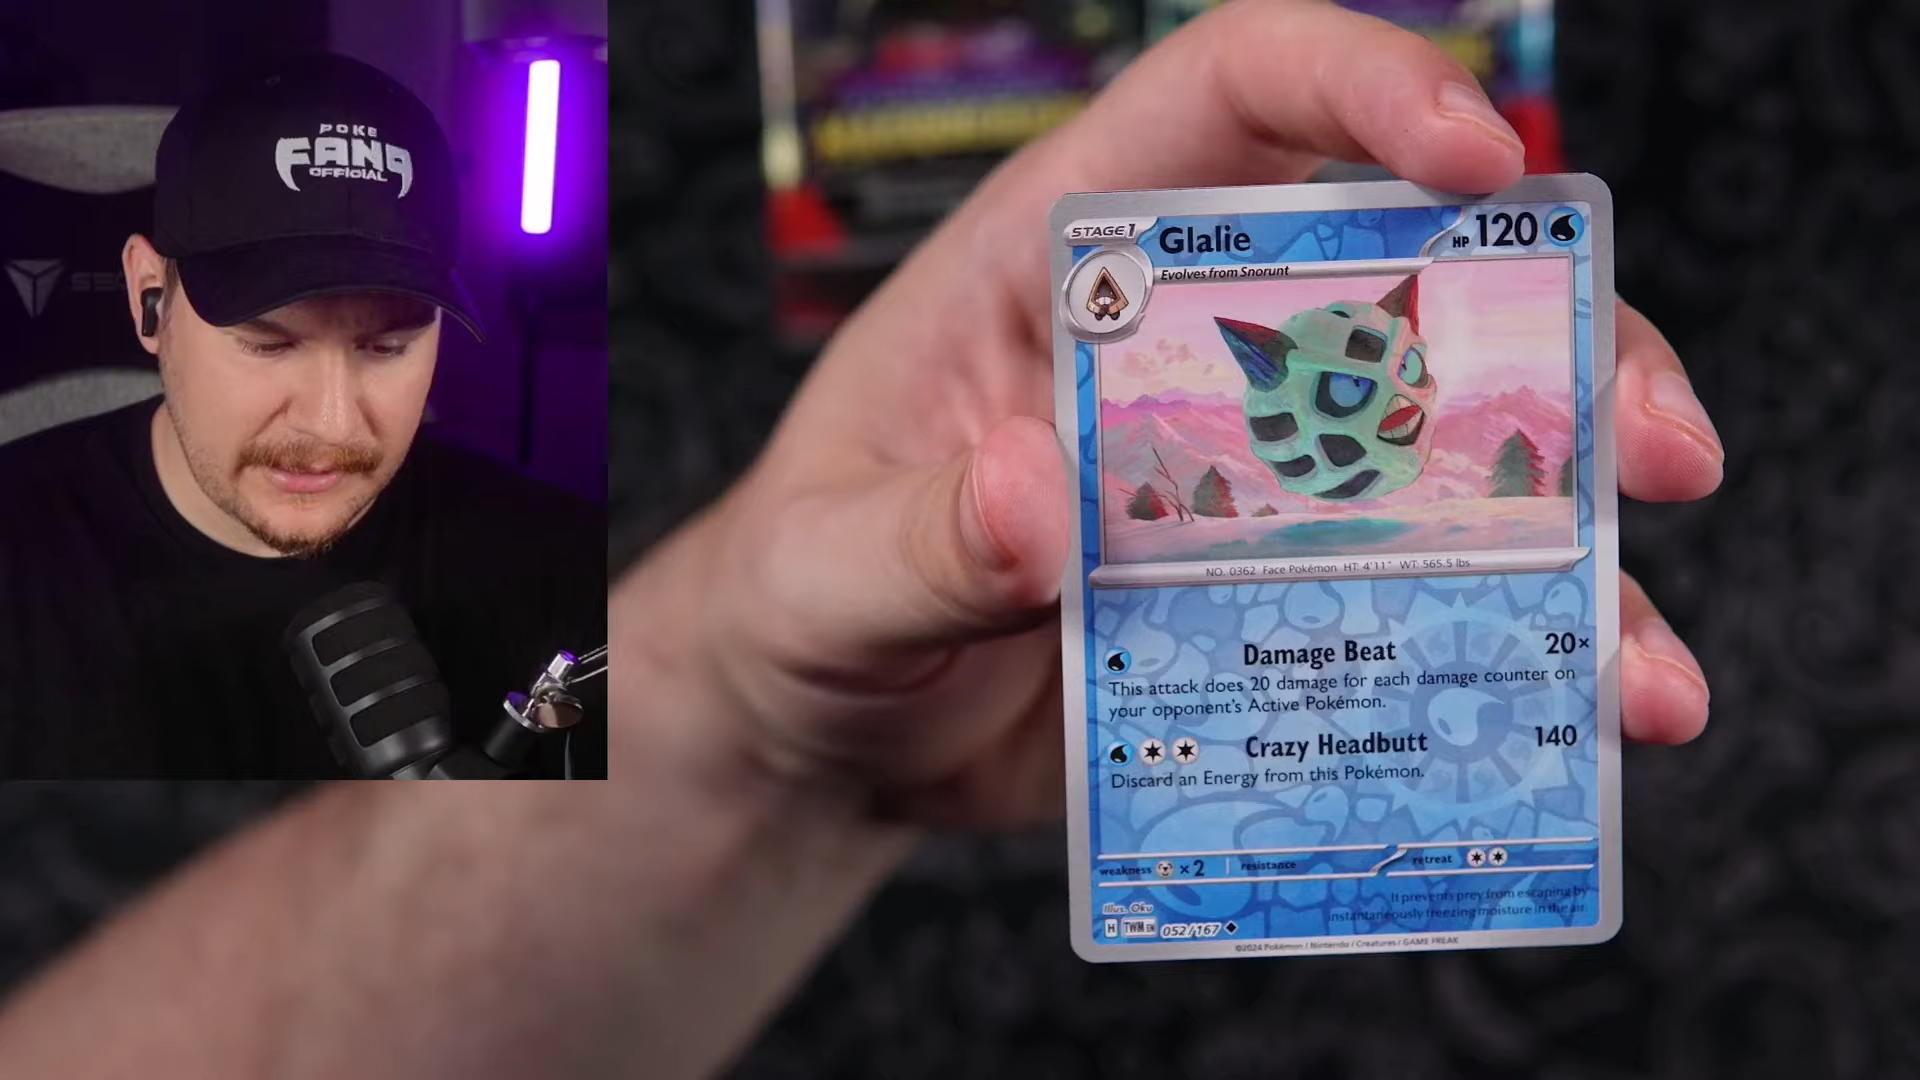 POKE
FANG
OFFICIAL
STAGE 1
Glalie
HP 120
Evolves from Snorunt
NO. 0362 Face Pokémon HT: 4'11" WT: 565.5 lbs
Damage Beat 20×
This attack does 20 damage for each damage counter on
your opponent's Active Pokémon.
Crazy Headbutt 140
Discard an Energy from this Pokémon.
weakness ×2 resistance retreat
It prevents prey from escaping by
instantaneously freezing moisture in the air.
Illus. Oku
H TWM EN 052/167
©2024 Pokémon / Nintendo / Creatures / GAME FREAK